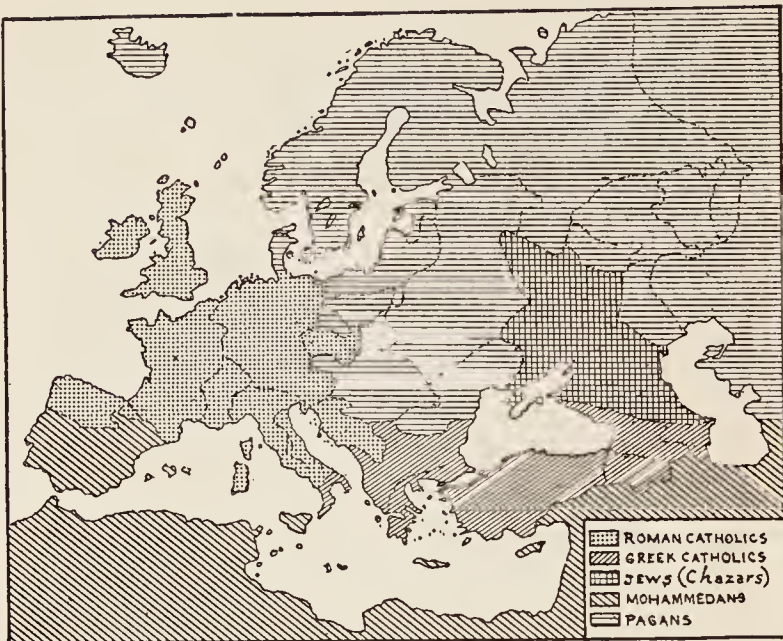 ROMAN CATHOLICS
GREEK CATHOLICS
JEWS (Chazars)
MOHAMMEDANS
PAGANS